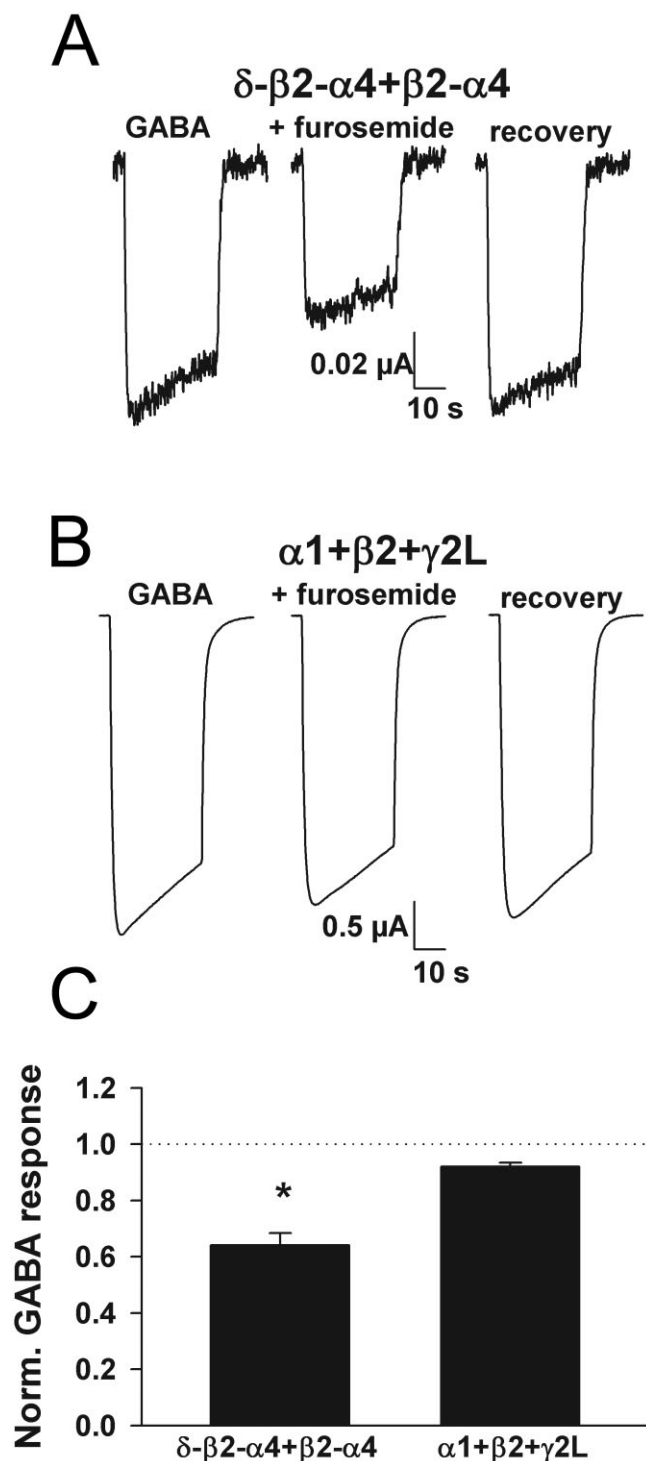 A
δ-β2-α4+β2-α4
GABA + furosemide recovery
0.02 µA
10 s
B
α1+β2+γ2L
GABA + furosemide recovery
0.5 µA
10 s
C
Norm. GABA response
1.2
1.0
0.8
0.6
0.4
0.2
0.0
*
δ-β2-α4+β2-α4 α1+β2+γ2L